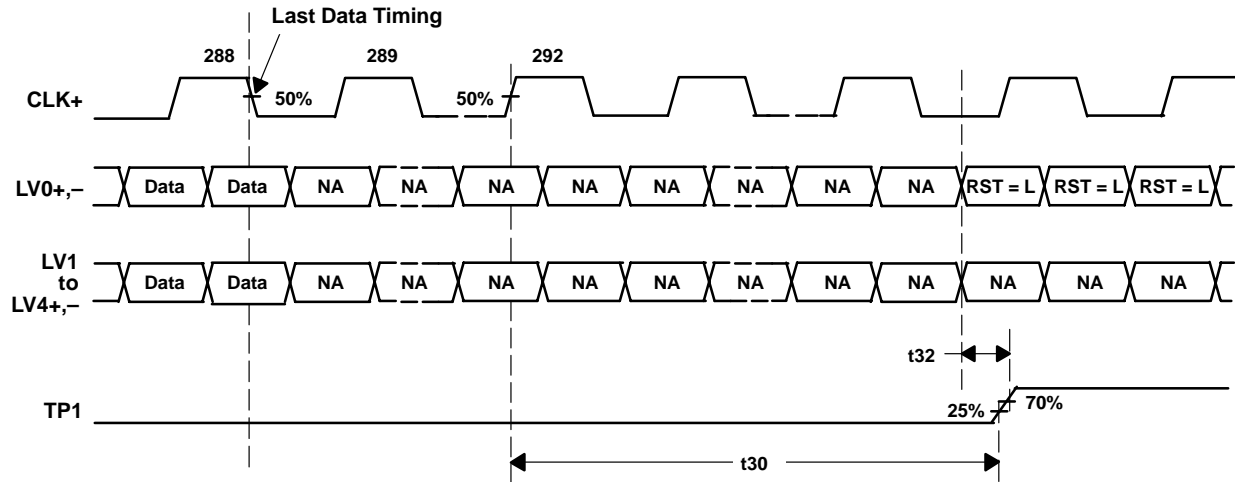 Last Data Timing
288 289 292
CLK+ 50% 50%
LV0+,– Data Data NA NA NA NA NA NA NA NA RST = L RST = L RST = L
LV1
to
LV4+,–
Data Data NA NA NA NA NA NA NA NA NA NA NA
t32
TP1 25% 70%
t30